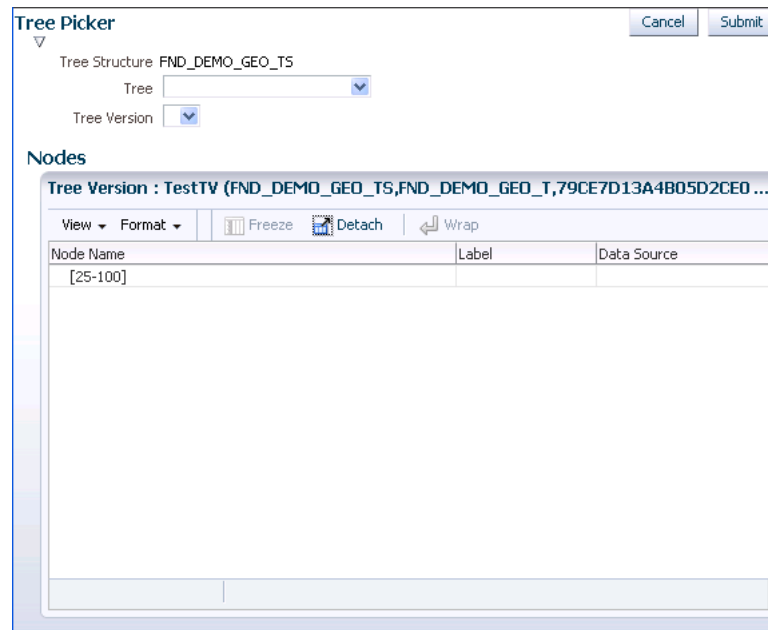 Tree Picker
Cancel
Submit
Tree Structure FND_DEMO_GEO_TS
Tree
Tree Version
Nodes
Tree Version : TestTV (FND_DEMO_GEO_TS,FND_DEMO_GEO_T,79CE7D13A4B05D2CE0 ...
View Format Freeze Detach Wrap
Node Name Label Data Source
[25-100]